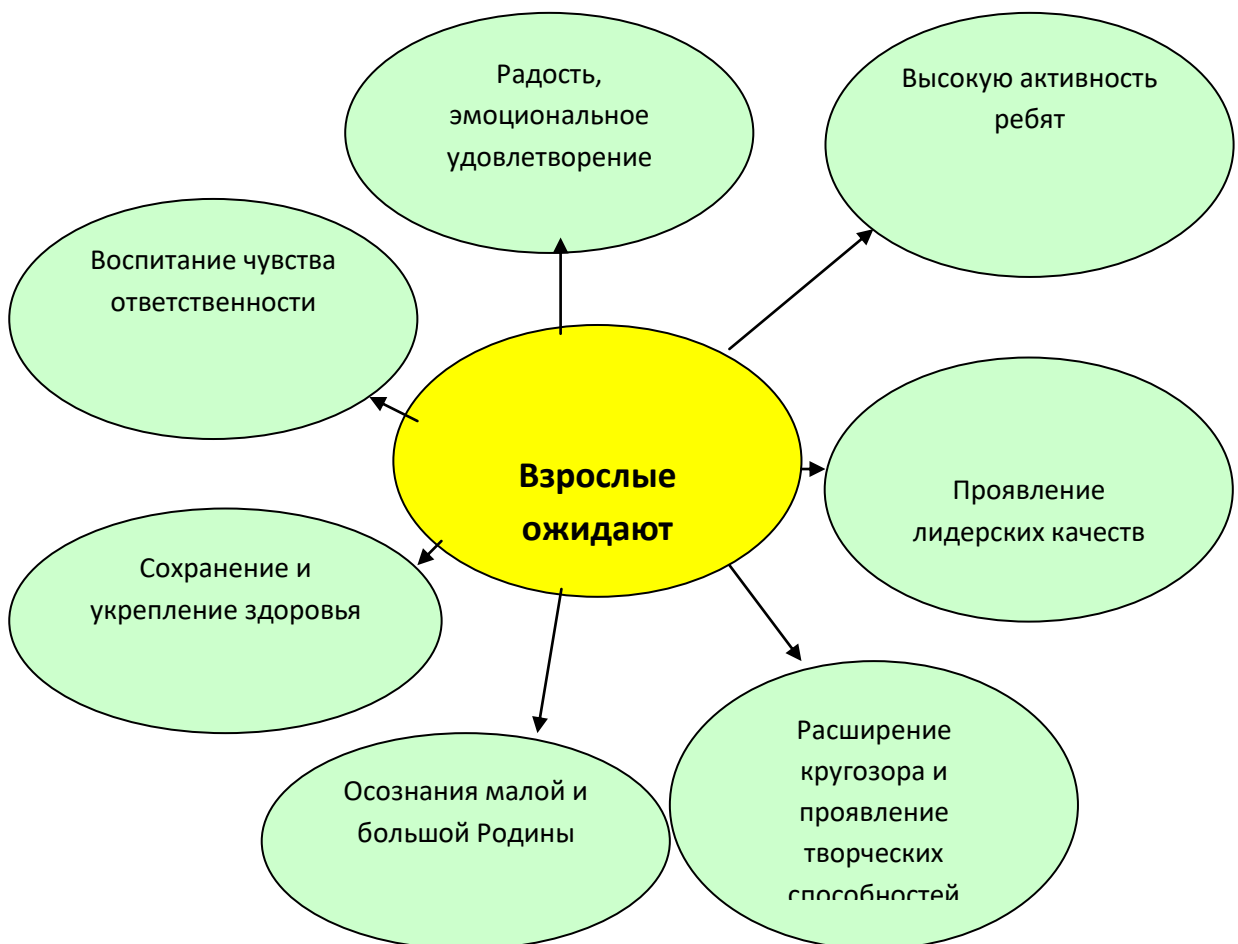 Радость,
эмоциональное
удовлетворение
Высокую активность
ребят
Воспитание чувства
ответственности
Взрослые
ожидают
Проявление
лидерских качеств
Сохранение и
укрепление здоровья
Расширение
кругозора и
проявление
творческих
способностей
Осознания малой и
большой Родины